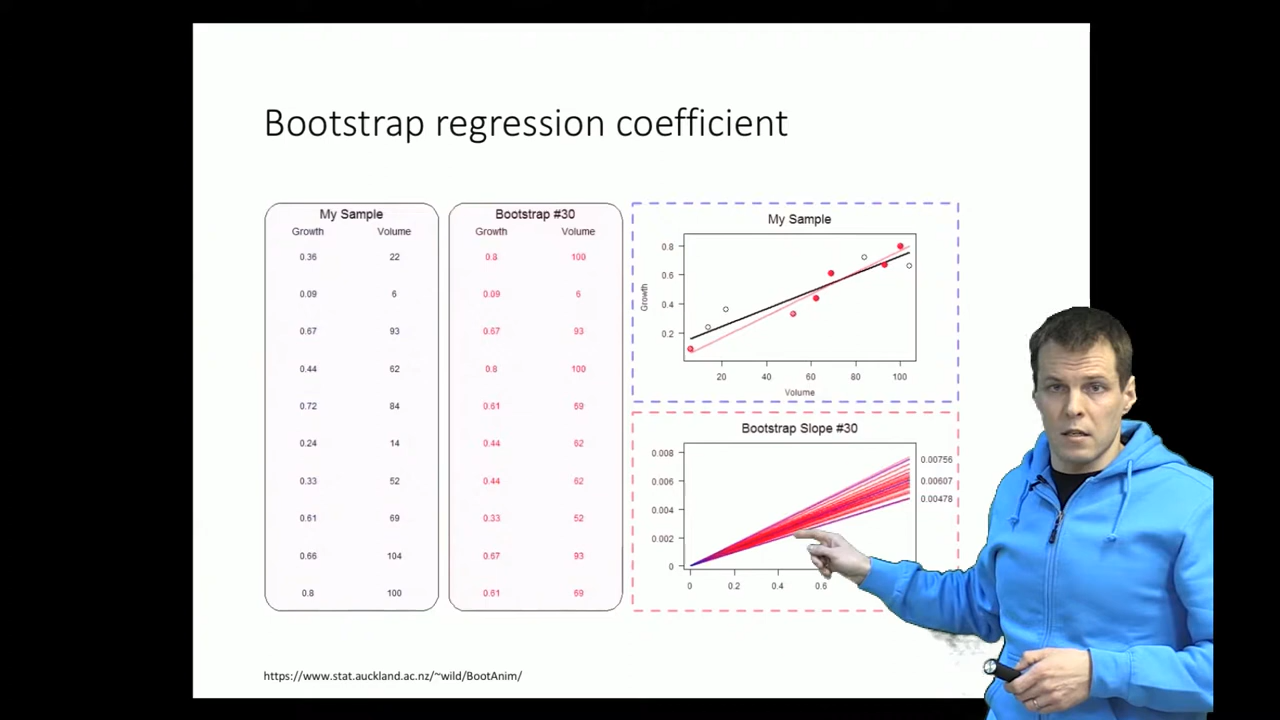 Bootstrap regression coefficient
My Sample
Growth Volume
0.36 22
0.09 6
0.67 93
0.44 62
0.72 84
0.24 14
0.33 52
0.61 69
0.66 104
0.8 100
Bootstrap #30
Growth Volume
0.8 100
0.09 6
0.67 93
0.8 100
0.61 69
0.44 62
0.44 62
0.33 52
0.67 93
0.61 69
My Sample
Growth
0.8
0.6
0.4
0.2
20 40 60 80 100
Volume
Bootstrap Slope #30
0.008
0.006
0.004
0.002
0
0.00756
0.00607
0.00478
0 0.2 0.4 0.6
https://www.stat.auckland.ac.nz/~wild/BootAnim/